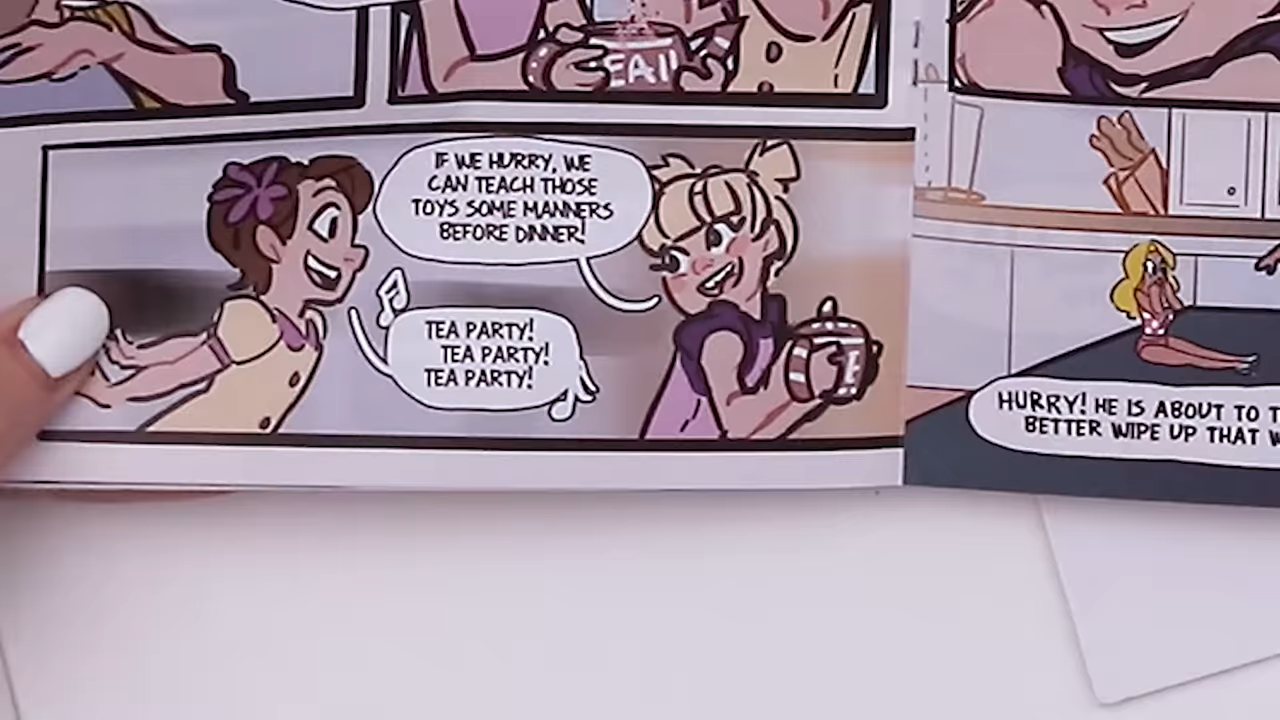 IF WE HURRY, WE
CAN TEACH THOSE
TOYS SOME MANNERS
BEFORE DINNER!
TEA PARTY!
TEA PARTY!
TEA PARTY!
HURRY! HE IS ABOUT TO
BETTER WIPE UP THAT